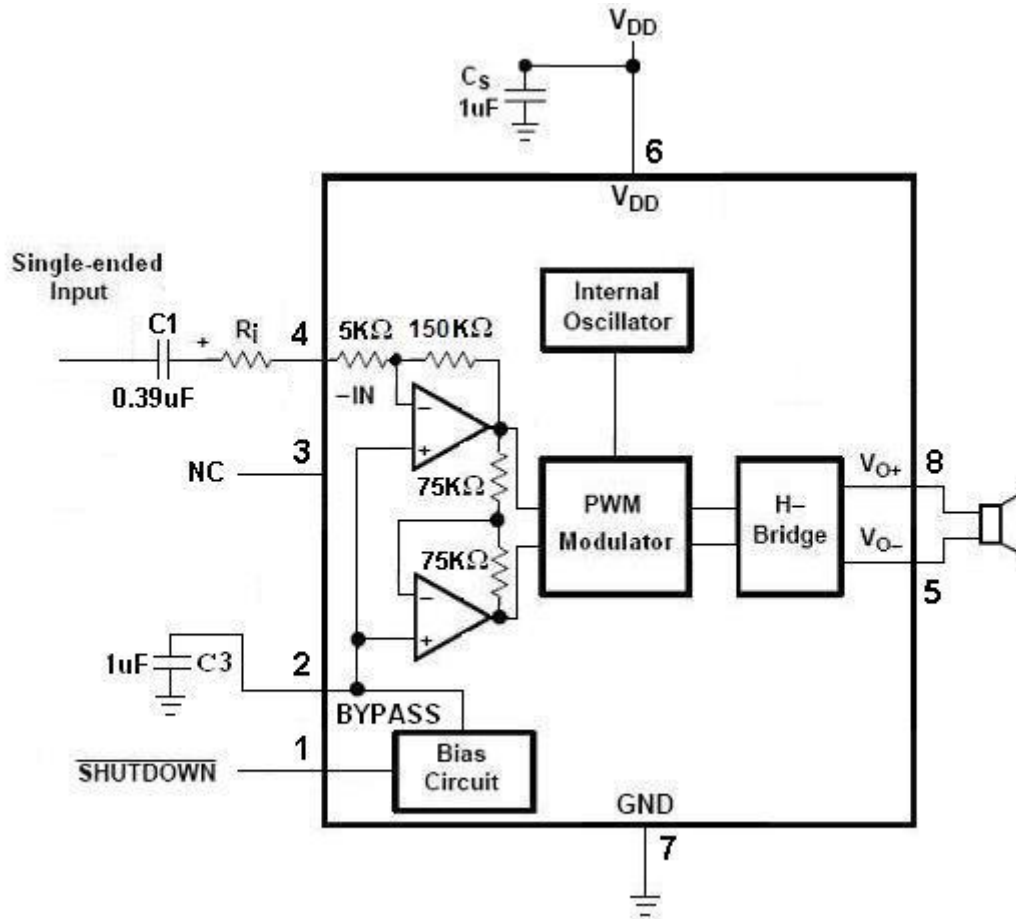 VDD
CS
1uF
6
VDD
Single-ended
Input
C1
+
Ri
4
5KΩ
150KΩ
Internal
Oscillator
0.39uF
−IN
−
+
3
NC
75KΩ
PWM
Modulator
H−
Bridge
VO+
8
VO−
5
75KΩ
−
+
1uF
C3
2
BYPASS
1
SHUTDOWN
Bias
Circuit
GND
7